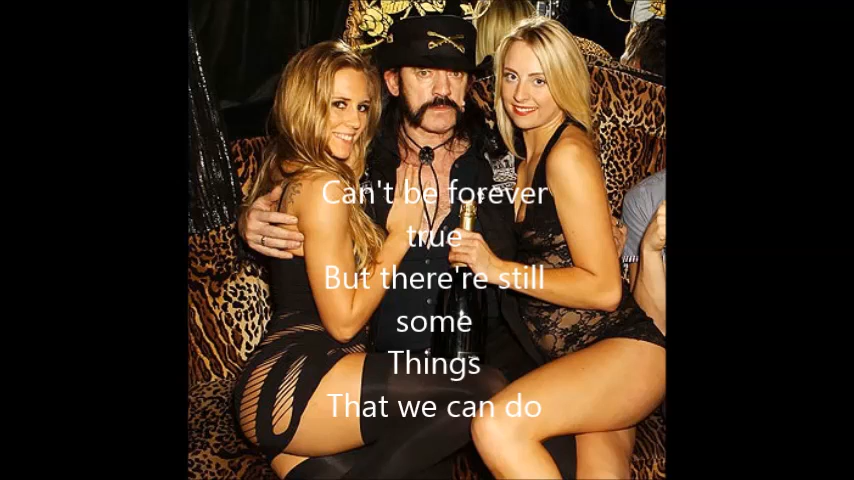 Can't be forever
true
But there're still
some
Things
That we can do